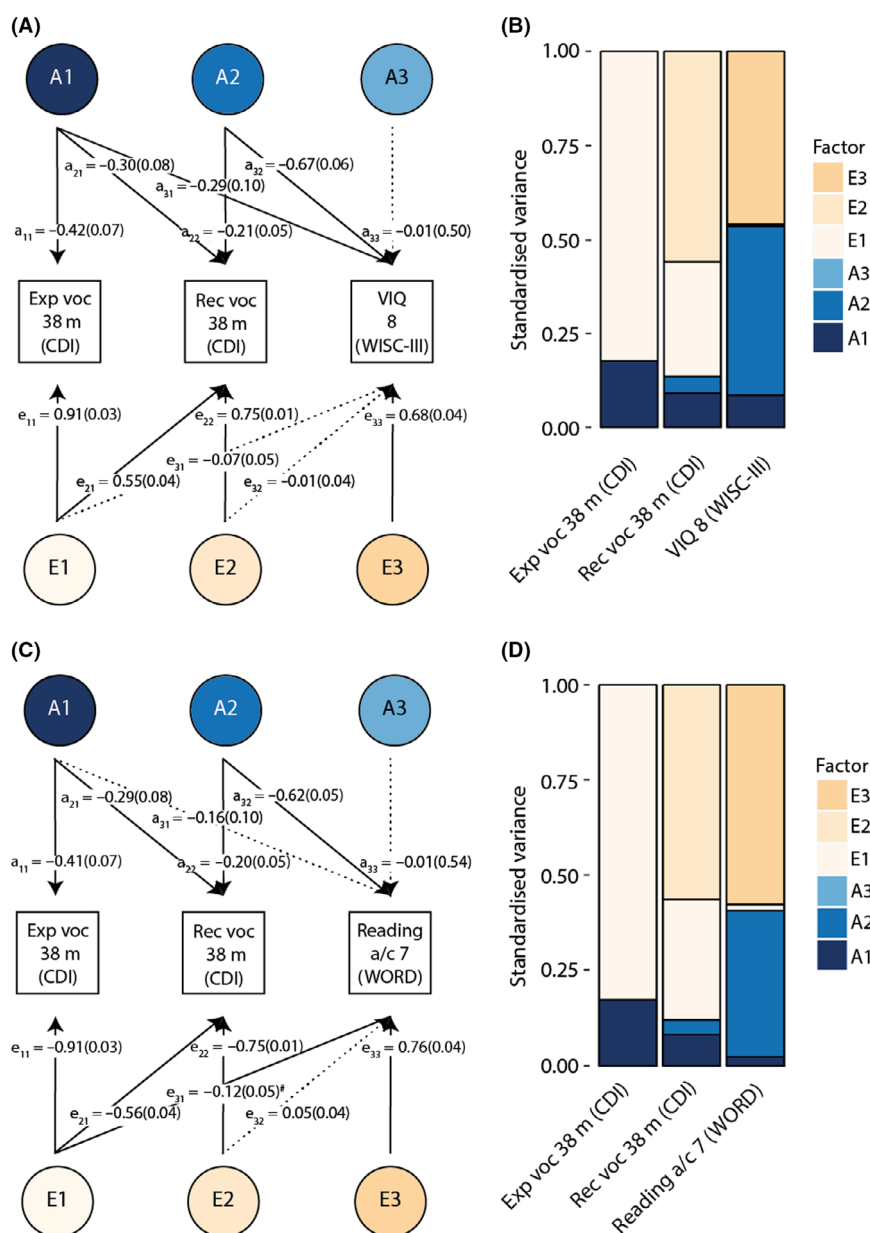 (A)
A1
A2
A3
a21 = −0.30(0.08)
a32 = −0.67(0.06)
a31 = −0.29(0.10)
a11 = −0.42(0.07)
a22 = −0.21(0.05)
a33 = −0.01(0.50)
Exp voc
38 m
(CDI)
Rec voc
38 m
(CDI)
VIQ
8
(WISC-III)
e11 = 0.91(0.03)
e22 = 0.75(0.01)
e33 = 0.68(0.04)
e31 = −0.07(0.05)
e21 = 0.55(0.04)
e32 = −0.01(0.04)
E1
E2
E3
(B)
Standardised variance
1.00
0.75
0.50
0.25
0.00
Exp voc 38 m (CDI)
Rec voc 38 m (CDI)
VIQ 8 (WISC-III)
Factor
E3
E2
E1
A3
A2
A1
(C)
A1
A2
A3
a21 = −0.29(0.08)
a32 = −0.62(0.05)
a31 = −0.16(0.10)
a11 = −0.41(0.07)
a22 = −0.20(0.05)
a33 = −0.01(0.54)
Exp voc
38 m
(CDI)
Rec voc
38 m
(CDI)
Reading
a/c 7
(WORD)
e11 = −0.91(0.03)
e22 = −0.75(0.01)
e33 = 0.76(0.04)
e31 = −0.12(0.05)#
e21 = −0.56(0.04)
e32 = 0.05(0.04)
E1
E2
E3
(D)
Standardised variance
1.00
0.75
0.50
0.25
0.00
Exp voc 38 m (CDI)
Rec voc 38 m (CDI)
Reading a/c 7 (WORD)
Factor
E3
E2
E1
A3
A2
A1